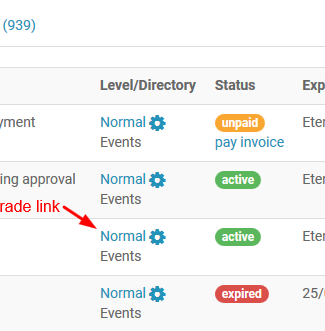 (939)
Level/Directory Status Exp
yment Normal unpaid Eter
Events pay invoice
ing approval Normal active Eter
Events
rade link
Normal active Eter
Events
Normal expired 25/
Events